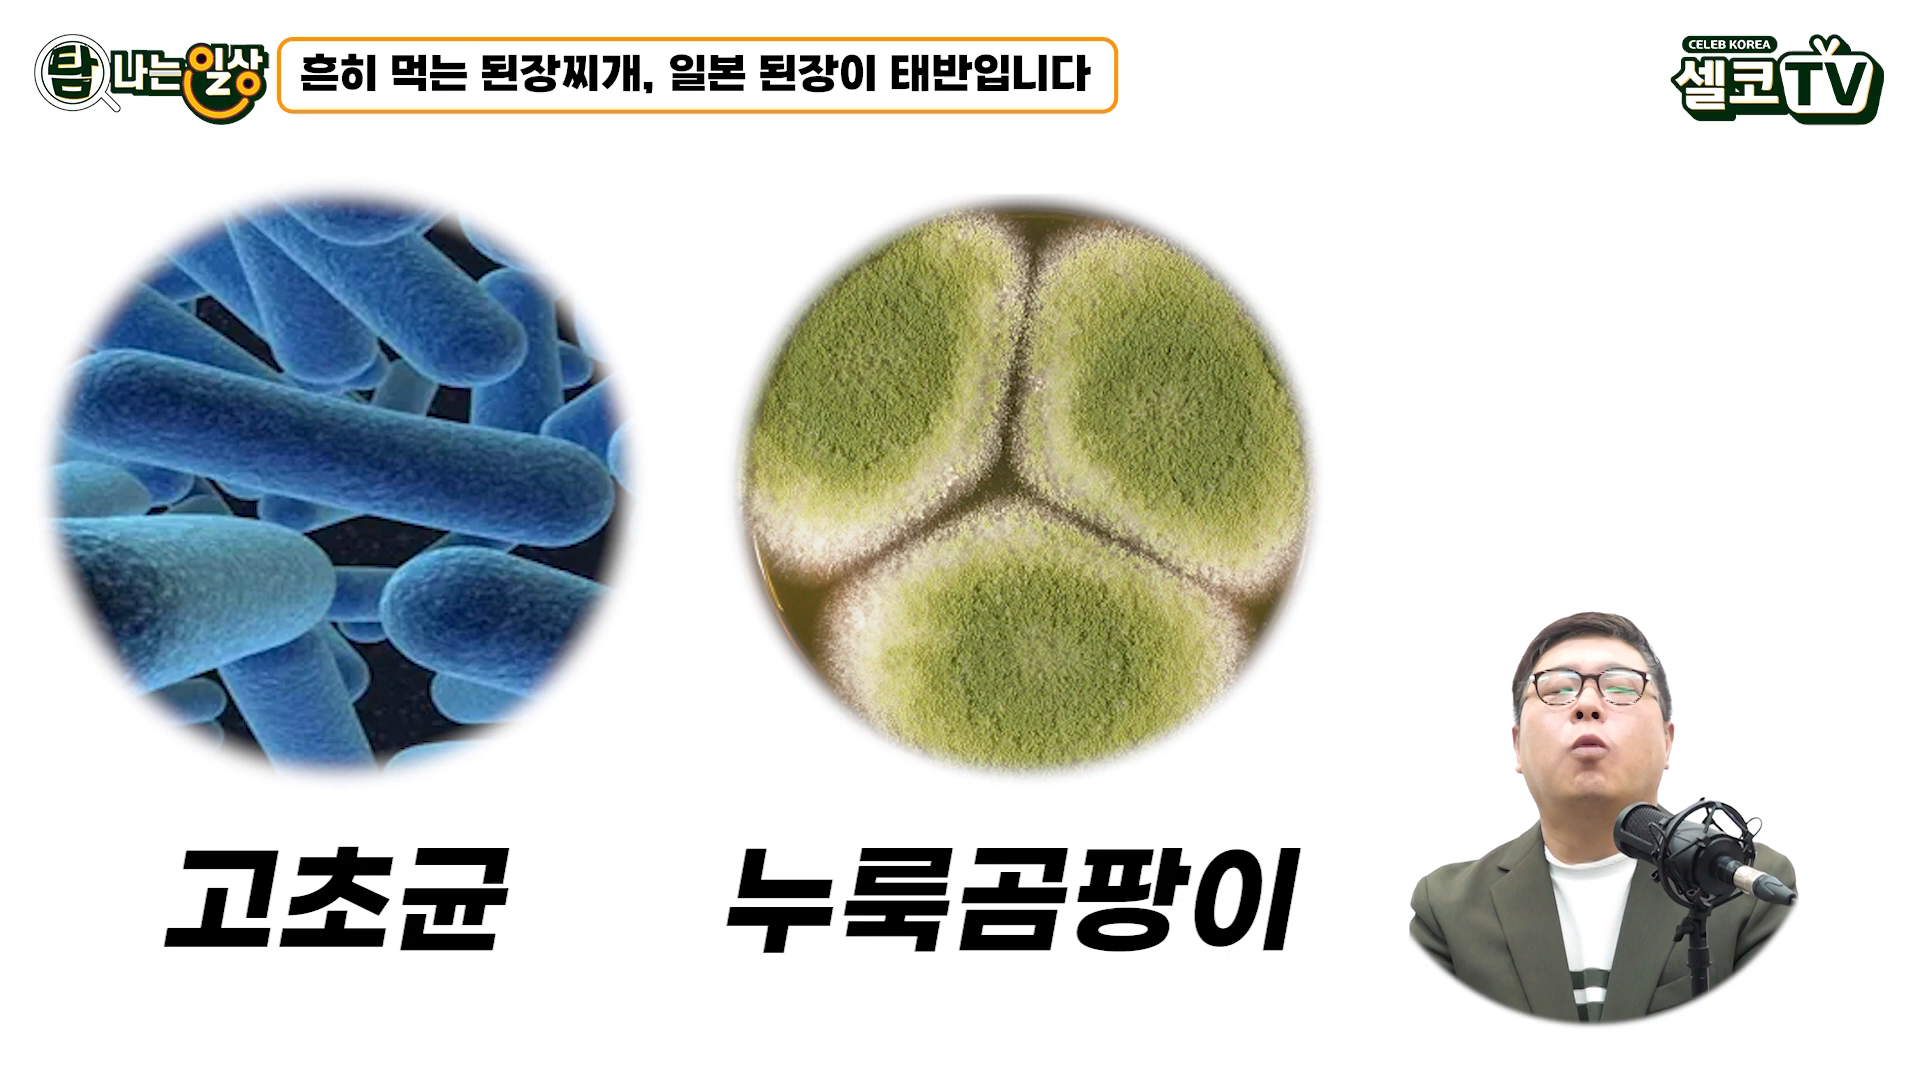 탐나는일상
흔히 먹는 된장찌개, 일본 된장이 태반입니다
CELEB KOREA
셀코TV
고초균
누룩곰팡이